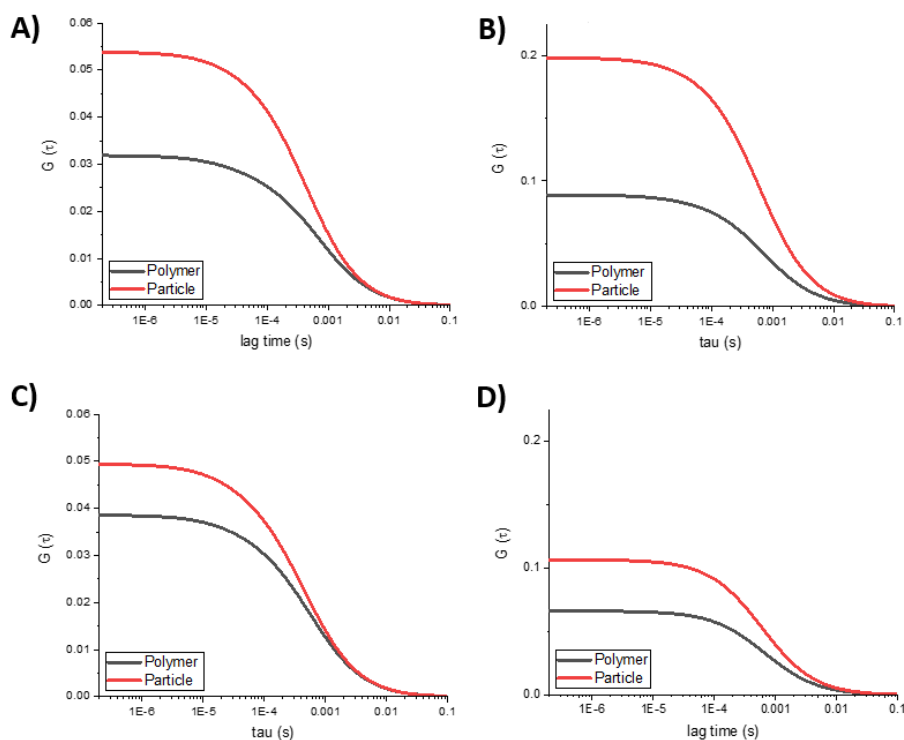 A)
0.06
0.05
0.04
0.03
0.02
0.01
0.00
G (τ)
Polymer
Particle
1E-6 1E-5 1E-4 0.001 0.01 0.1
lag time (s)
B)
0.2
0.1
0.0
G (τ)
Polymer
Particle
1E-6 1E-5 1E-4 0.001 0.01 0.1
tau (s)
C)
0.06
0.05
0.04
0.03
0.02
0.01
0.00
G (τ)
Polymer
Particle
1E-6 1E-5 1E-4 0.001 0.01 0.1
tau (s)
D)
0.2
0.1
0.0
G (τ)
Polymer
Particle
1E-6 1E-5 1E-4 0.001 0.01 0.1
lag time (s)